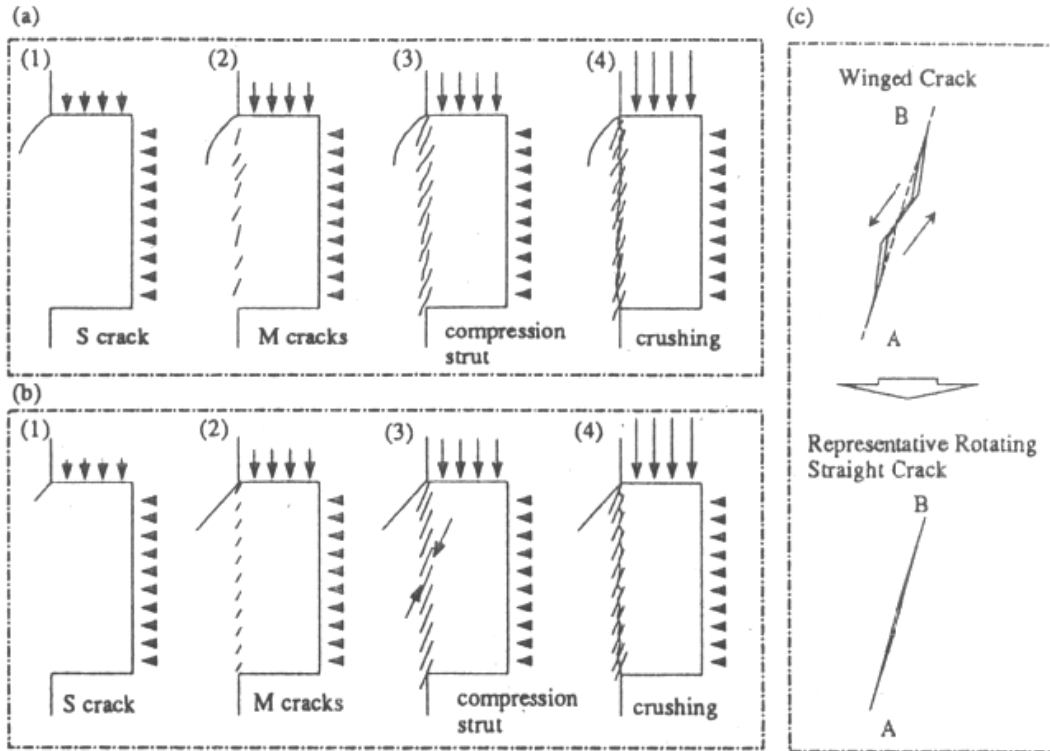 (a)
(1)
(2)
(3)
(4)
S crack
M cracks
compression
strut
crushing
(b)
(1)
(2)
(3)
(4)
S crack
M cracks
compression
strut
crushing
(c)
Winged Crack
B
A
Representative Rotating
Straight Crack
B
A